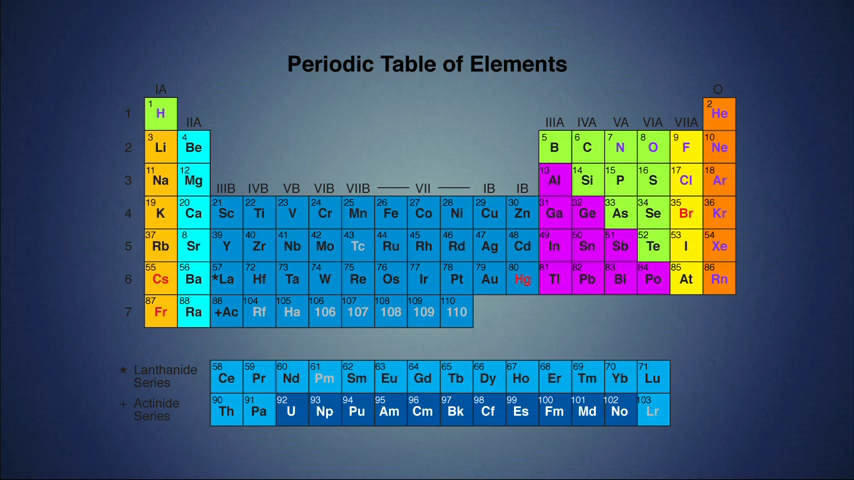 Periodic Table of Elements
IA O
1 1 H IIA IIIA IVA VA VIA VIIA 2 He
2 3 Li 4 Be 5 B 6 C 7 N 8 O 9 F 10 Ne
3 11 Na 12 Mg IIIB IVB VB VIB VIIB VII IB IB 13 Al 14 Si 15 P 16 S 17 Cl 18 Ar
4 19 K 20 Ca 21 Sc 22 Ti 23 V 24 Cr 25 Mn 26 Fe 27 Co 28 Ni 29 Cu 30 Zn 31 Ga 32 Ge 33 As 34 Se 35 Br 36 Kr
5 37 Rb 8 Sr 39 Y 40 Zr 41 Nb 42 Mo 43 Tc 44 Ru 45 Rh 46 Rd 47 Ag 48 Cd 49 In 50 Sn 51 Sb 52 Te 53 I 54 Xe
6 55 Cs 56 Ba 57 *La 72 Hf 73 Ta 74 W 75 Re 76 Os 77 Ir 78 Pt 79 Au 80 Hg 81 Tl 82 Pb 83 Bi 84 Po 85 At 86 Rn
7 87 Fr 88 Ra 88 +Ac 104 Rf 105 Ha 106 106 107 107 108 108 109 109 110 110
* Lanthanide Series 58 Ce 59 Pr 60 Nd 61 Pm 62 Sm 63 Eu 64 Gd 65 Tb 66 Dy 67 Ho 68 Er 69 Tm 70 Yb 71 Lu
+ Actinide Series 90 Th 91 Pa 92 U 93 Np 94 Pu 95 Am 96 Cm 97 Bk 98 Cf 99 Es 100 Fm 101 Md 102 No 103 Lr